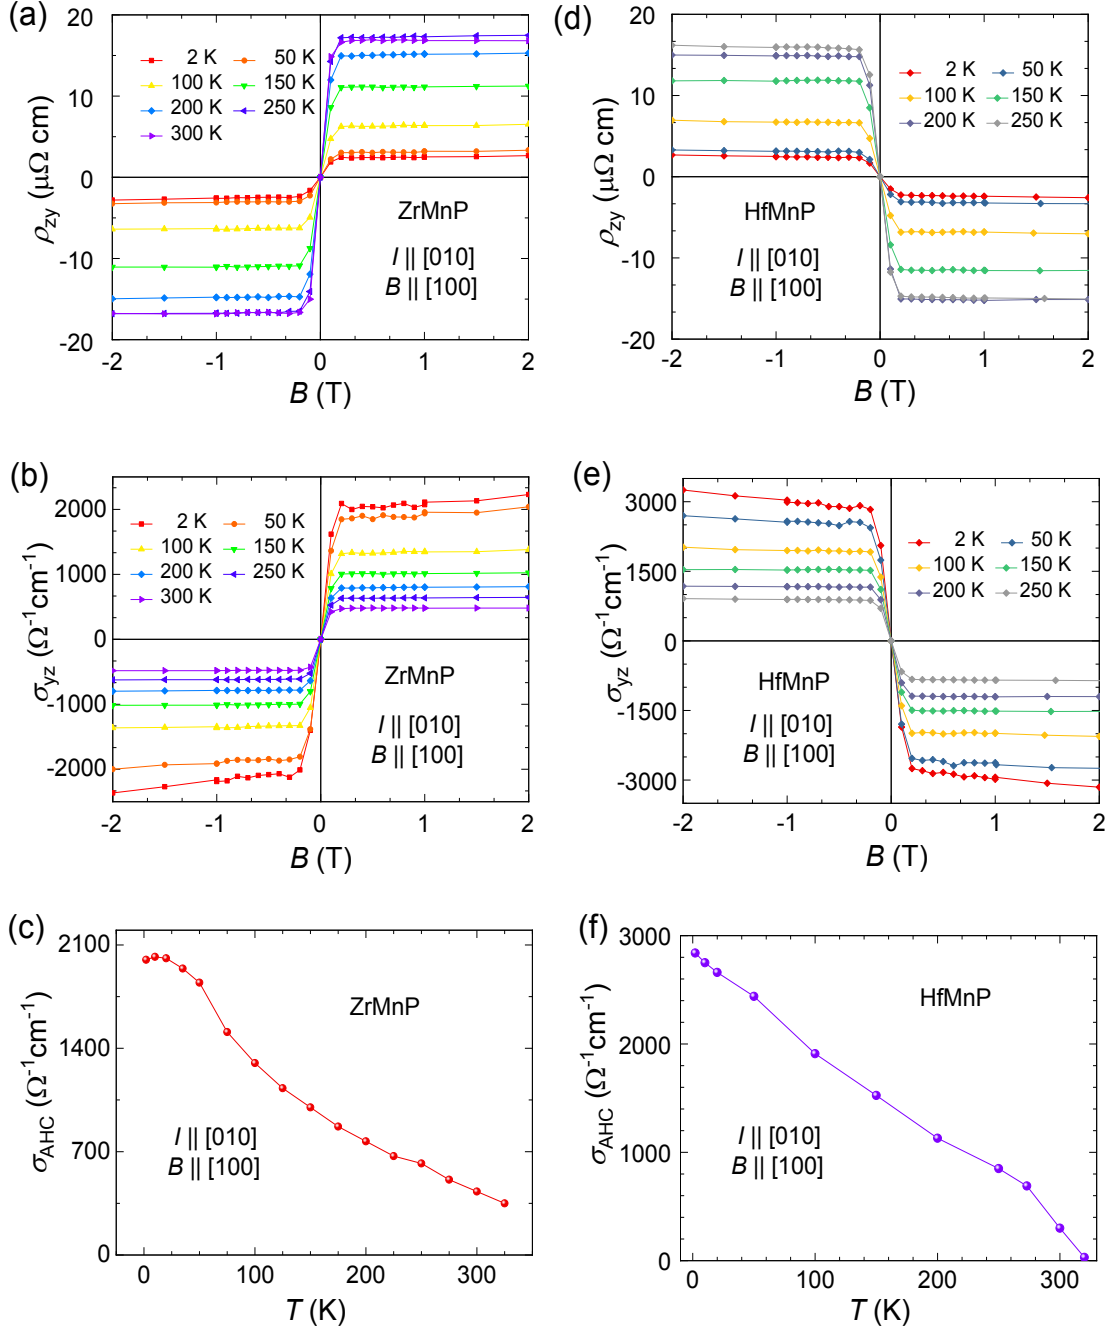 (a)
ρzy (μΩ cm)
20
10
0
-10
-20
2 K 50 K
100 K 150 K
200 K 250 K
300 K
ZrMnP
I || [010]
B || [100]
-2 -1 0 1 2
B (T)
(d)
ρzy (μΩ cm)
20
10
0
-10
-20
2 K 50 K
100 K 150 K
200 K 250 K
HfMnP
I || [010]
B || [100]
-2 -1 0 1 2
B (T)
(b)
σyz (Ω⁻¹cm⁻¹)
2000
1000
0
-1000
-2000
2 K 50 K
100 K 150 K
200 K 250 K
300 K
ZrMnP
I || [010]
B || [100]
-2 -1 0 1 2
B (T)
(e)
σyz (Ω⁻¹cm⁻¹)
3000
1500
0
-1500
-3000
2 K 50 K
100 K 150 K
200 K 250 K
HfMnP
I || [010]
B || [100]
-2 -1 0 1 2
B (T)
(c)
σAHC (Ω⁻¹cm⁻¹)
2100
1400
700
0
ZrMnP
I || [010]
B || [100]
0 100 200 300
T (K)
(f)
σAHC (Ω⁻¹cm⁻¹)
3000
2000
1000
0
HfMnP
I || [010]
B || [100]
0 100 200 300
T (K)